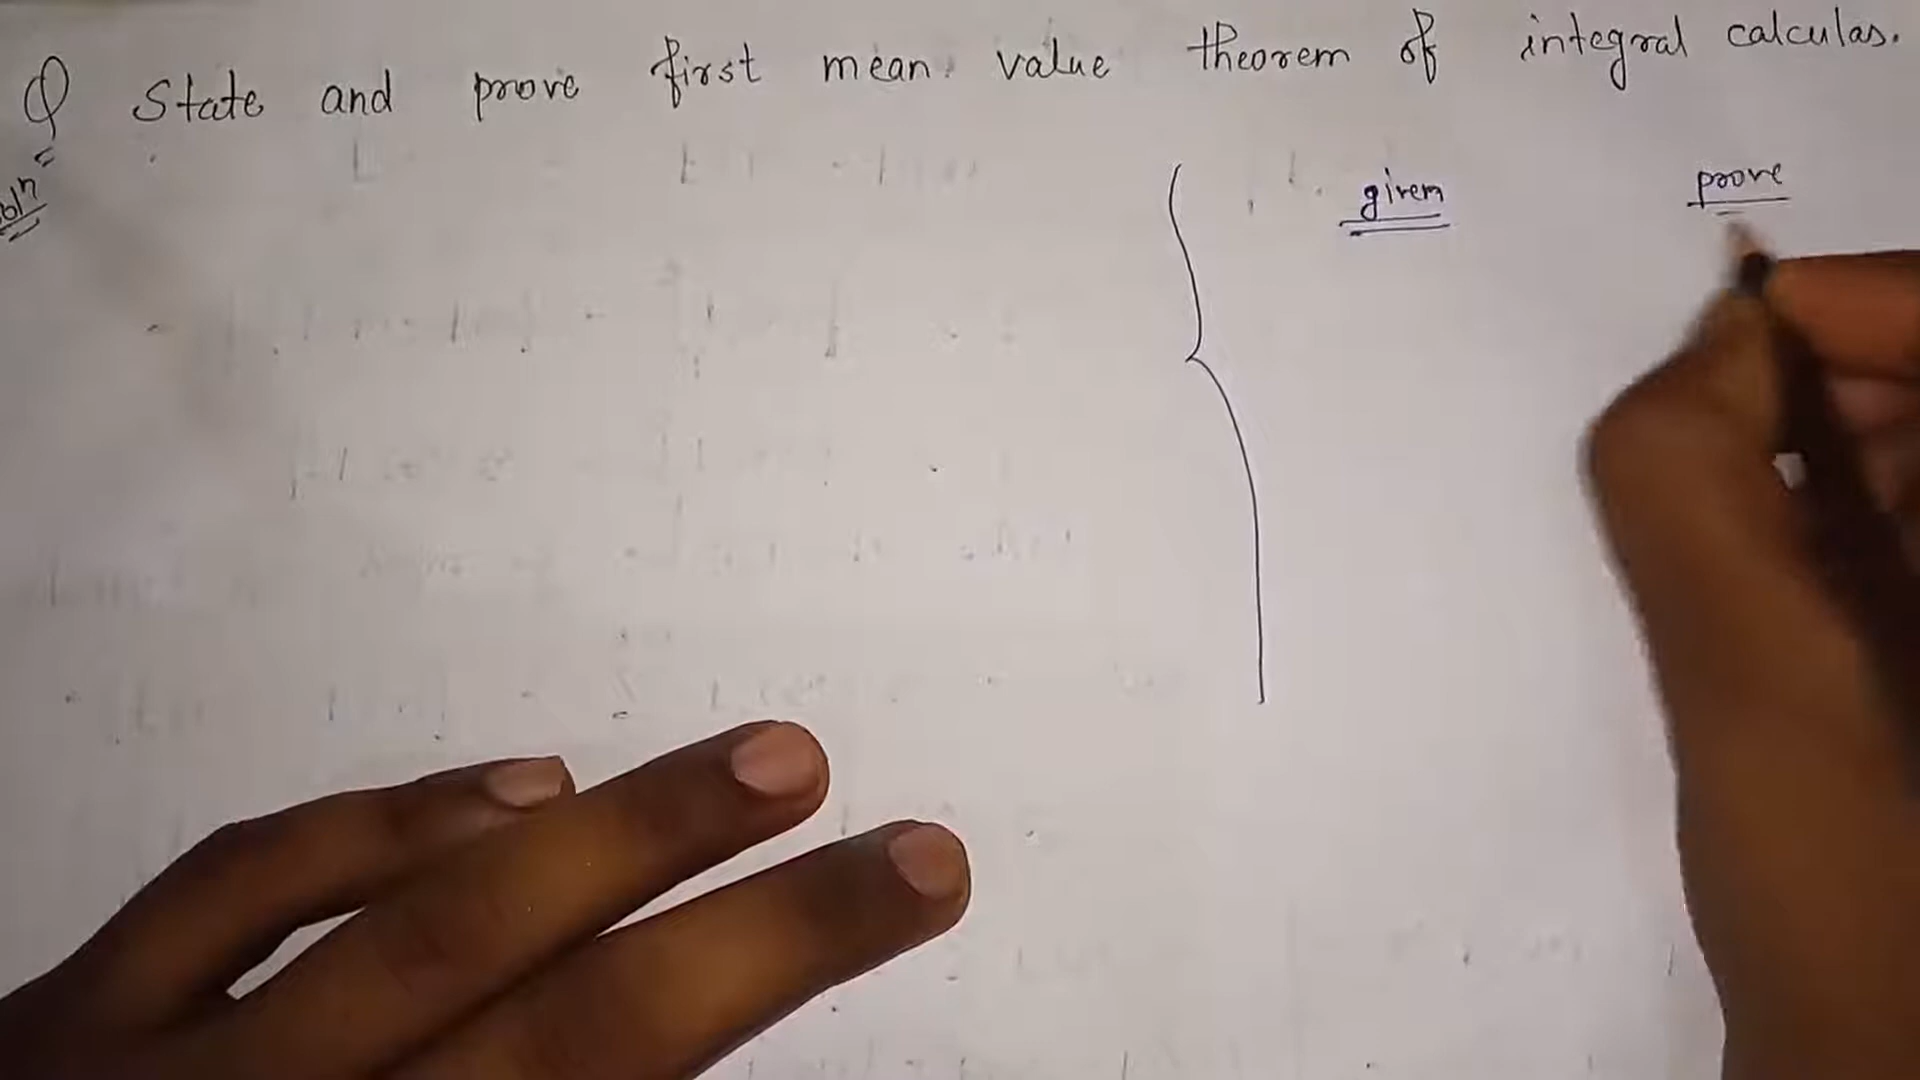 Q State and prove first mean value theorem of integral calculas.
given prove